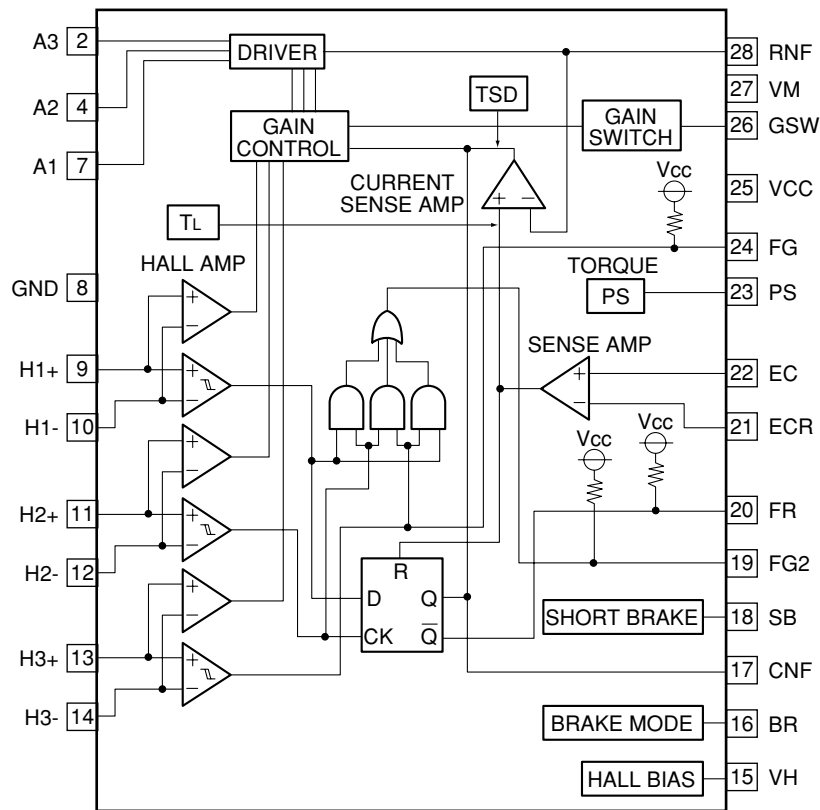 A3 2
A2 4
A1 7
GND 8
H1+ 9
H1- 10
H2+ 11
H2- 12
H3+ 13
H3- 14
DRIVER
GAIN
CONTROL
TSD
GAIN
SWITCH
CURRENT
SENSE AMP
+ −
TL
HALL AMP
+
−
+
−
+
−
+
−
+
−
+
−
Vcc
TORQUE
PS
SENSE AMP
+
−
Vcc
Vcc
R
D Q
CK Q̅
SHORT BRAKE
BRAKE MODE
HALL BIAS
28 RNF
27 VM
26 GSW
25 VCC
24 FG
23 PS
22 EC
21 ECR
20 FR
19 FG2
18 SB
17 CNF
16 BR
15 VH